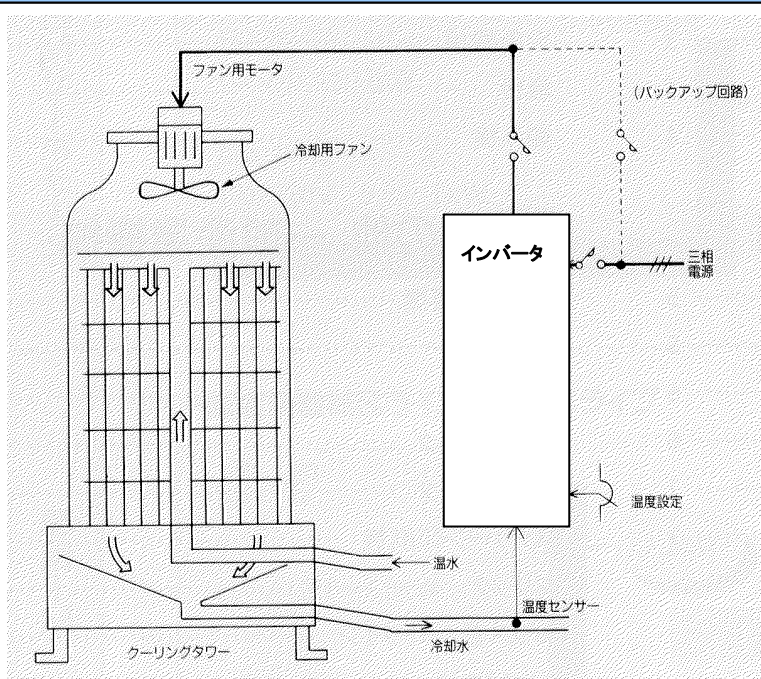 ファン用モータ
(バックアップ回路)
冷却用ファン
インバータ
三相
電源
温度設定
温水
温度センサー
冷却水
クーリングタワー